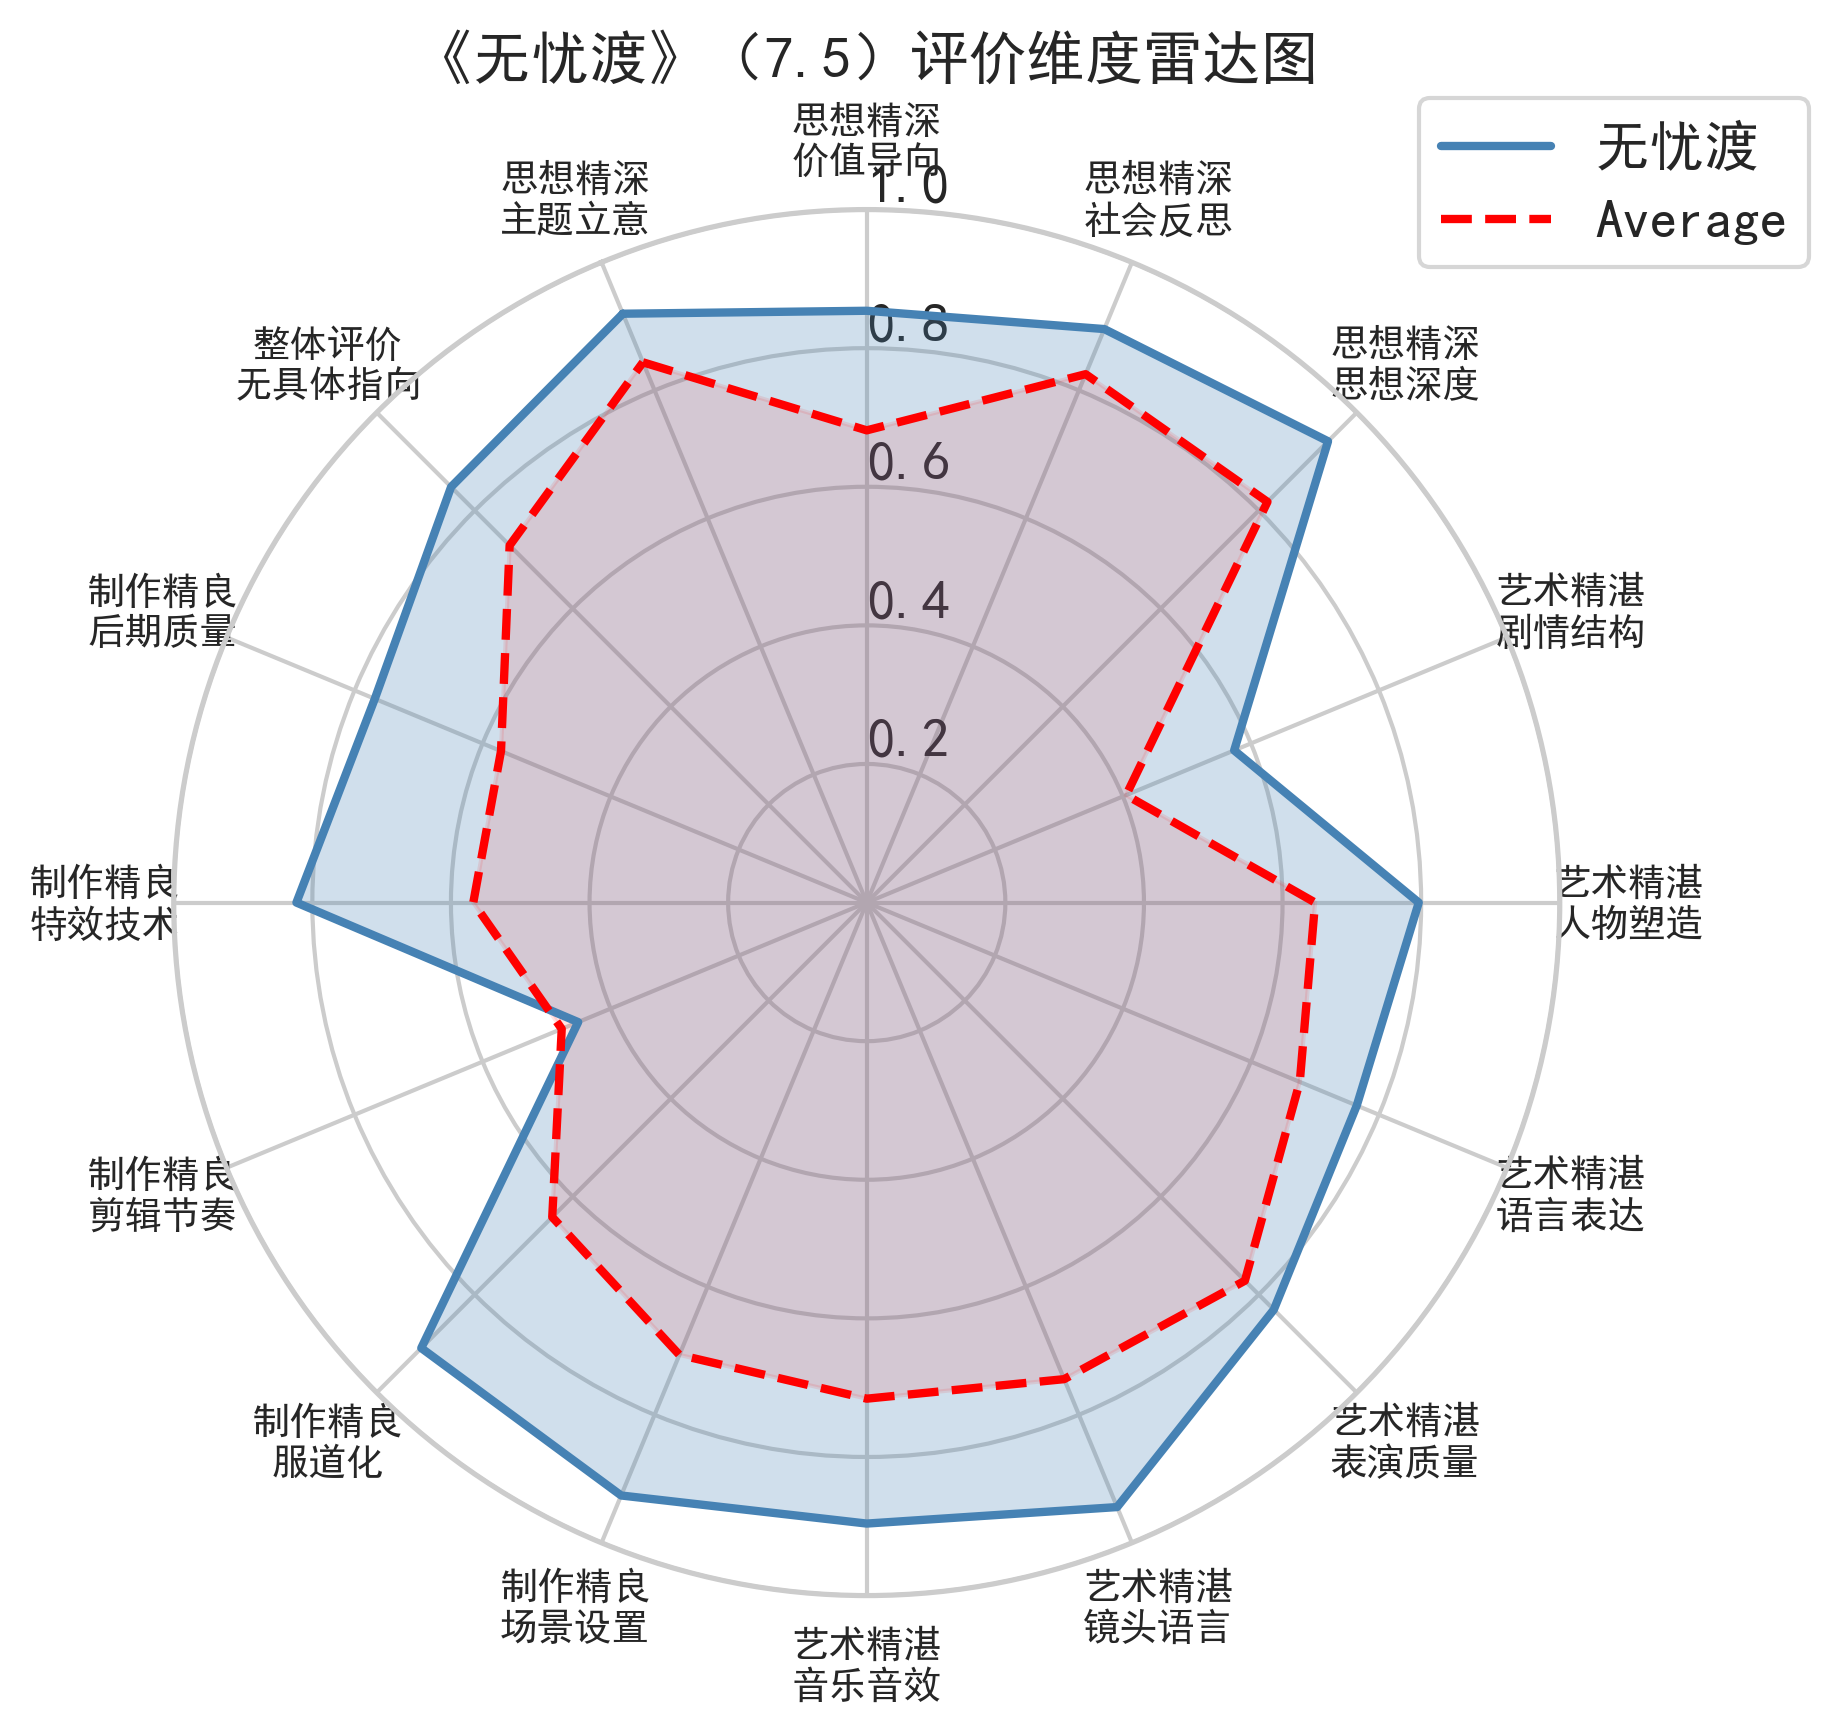 《无忧渡》（7.5）评价维度雷达图
无忧渡
Average
思想精深
价值导向
思想精深
社会反思
思想精深
思想深度
艺术精湛
剧情结构
艺术精湛
人物塑造
艺术精湛
语言表达
艺术精湛
表演质量
艺术精湛
镜头语言
艺术精湛
音乐音效
制作精良
场景设置
制作精良
服道化
制作精良
剪辑节奏
制作精良
特效技术
制作精良
后期质量
整体评价
无具体指向
思想精深
主题立意
1.0
0.8
0.6
0.4
0.2